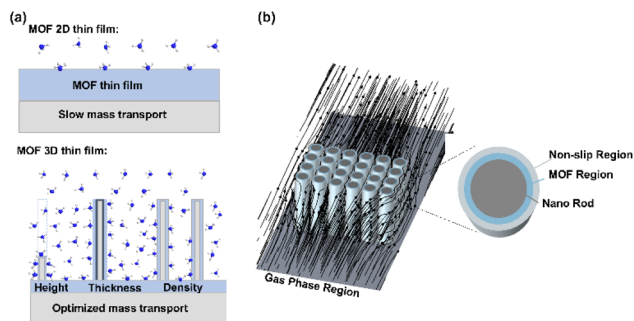 (a)
MOF 2D thin film:
MOF thin film
Slow mass transport
MOF 3D thin film:
Height Thickness Density
Optimized mass transport
(b)
Non-slip Region
MOF Region
Nano Rod
Gas Phase Region